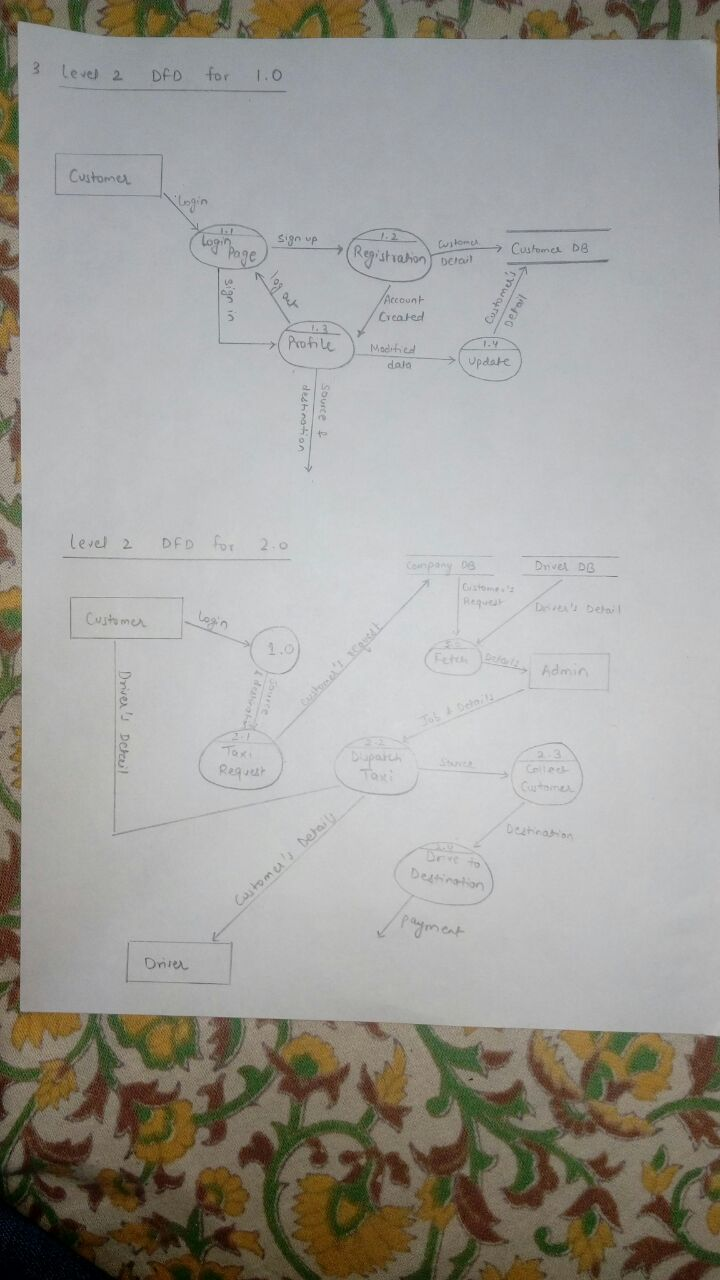 3 Level 2 DFD for 1.0
Customer
Login
1.1
Login
Page
Sign up
1.2
Registration
Customer
Detail
Customer DB
Sign in
Log out
Account
Created
Customer's
Detail
1.3
Profile
Modified
data
1.4
Update
Source &
destination
Level 2 DFD for 2.0
Company DB
Driver DB
Customer
Login
1.0
Customer's request
Customer's
Request
Driver's Detail
Fetch
Details
Admin
Driver's Detail
Source
& destination
2.1
Taxi
Request
Job & Details
2.2
Dispatch
Taxi
Source
2.3
Collect
Customer
Destination
2.4
Drive to
Destination
Customer's Details
Payment
Driver